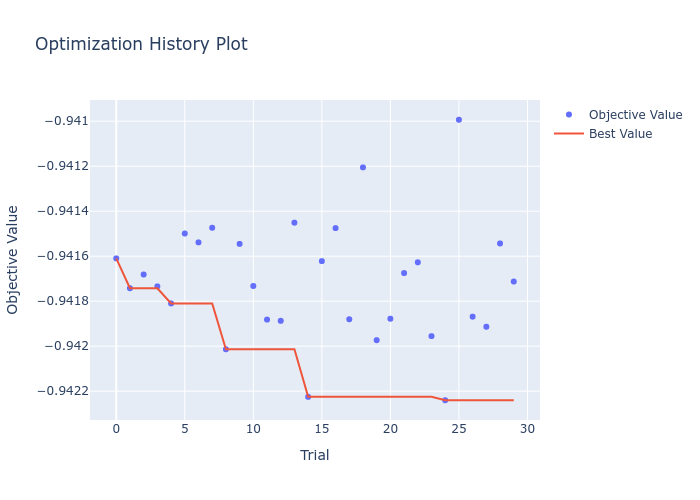 Optimization History Plot
Objective Value
Best Value
−0.941
−0.9412
−0.9414
−0.9416
−0.9418
−0.942
−0.9422
Objective Value
0
5
10
15
20
25
30
Trial